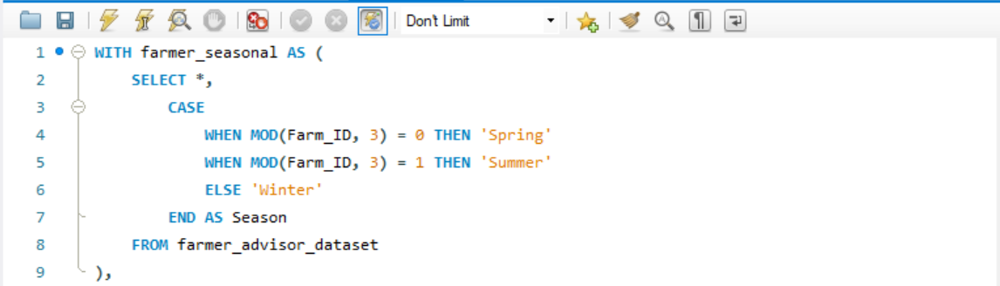 Don't Limit
1 WITH farmer_seasonal AS (
2 SELECT *,
3 CASE
4 WHEN MOD(Farm_ID, 3) = 0 THEN 'Spring'
5 WHEN MOD(Farm_ID, 3) = 1 THEN 'Summer'
6 ELSE 'Winter'
7 END AS Season
8 FROM farmer_advisor_dataset
9 ),